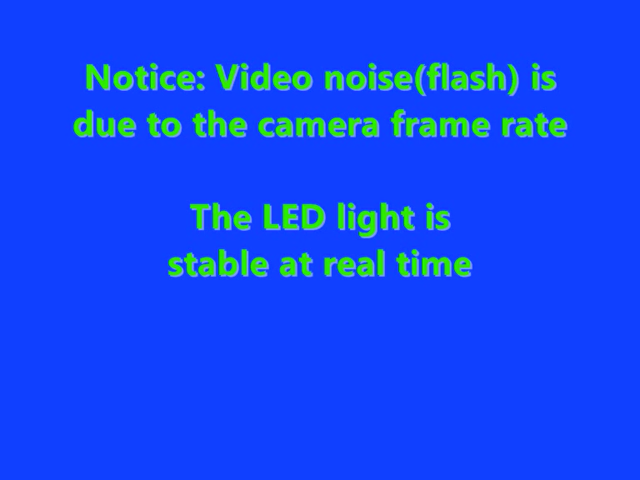 Notice: Video noise(flash) is
due to the camera frame rate
The LED light is
stable at real time